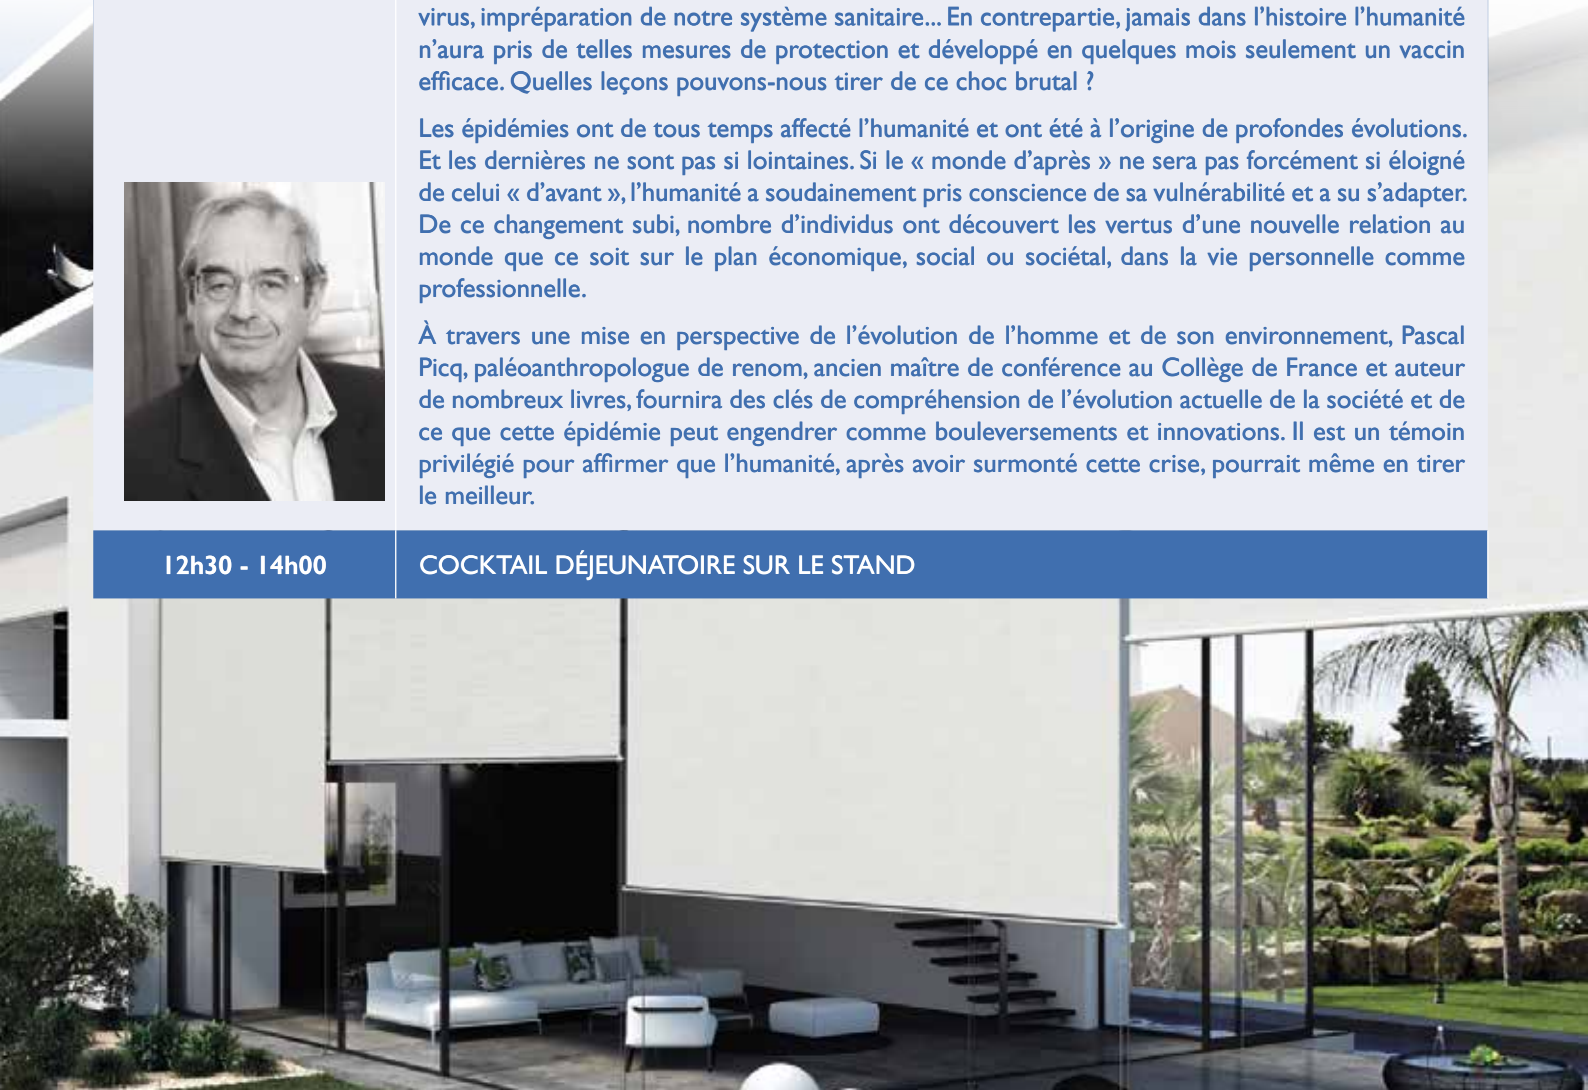 virus, impréparation de notre système sanitaire... En contrepartie, jamais dans l’histoire l’humanité
n’aura pris de telles mesures de protection et développé en quelques mois seulement un vaccin
efficace. Quelles leçons pouvons-nous tirer de ce choc brutal ?
Les épidémies ont de tous temps affecté l’humanité et ont été à l’origine de profondes évolutions.
Et les dernières ne sont pas si lointaines. Si le « monde d’après » ne sera pas forcément si éloigné
de celui « d’avant », l’humanité a soudainement pris conscience de sa vulnérabilité et a su s’adapter.
De ce changement subi, nombre d’individus ont découvert les vertus d’une nouvelle relation au
monde que ce soit sur le plan économique, social ou sociétal, dans la vie personnelle comme
professionnelle.
À travers une mise en perspective de l’évolution de l’homme et de son environnement, Pascal
Picq, paléoanthropologue de renom, ancien maître de conférence au Collège de France et auteur
de nombreux livres, fournira des clés de compréhension de l’évolution actuelle de la société et de
ce que cette épidémie peut engendrer comme bouleversements et innovations. Il est un témoin
privilégié pour affirmer que l’humanité, après avoir surmonté cette crise, pourrait même en tirer
le meilleur.
12h30 - 14h00 COCKTAIL DÉJEUNATOIRE SUR LE STAND